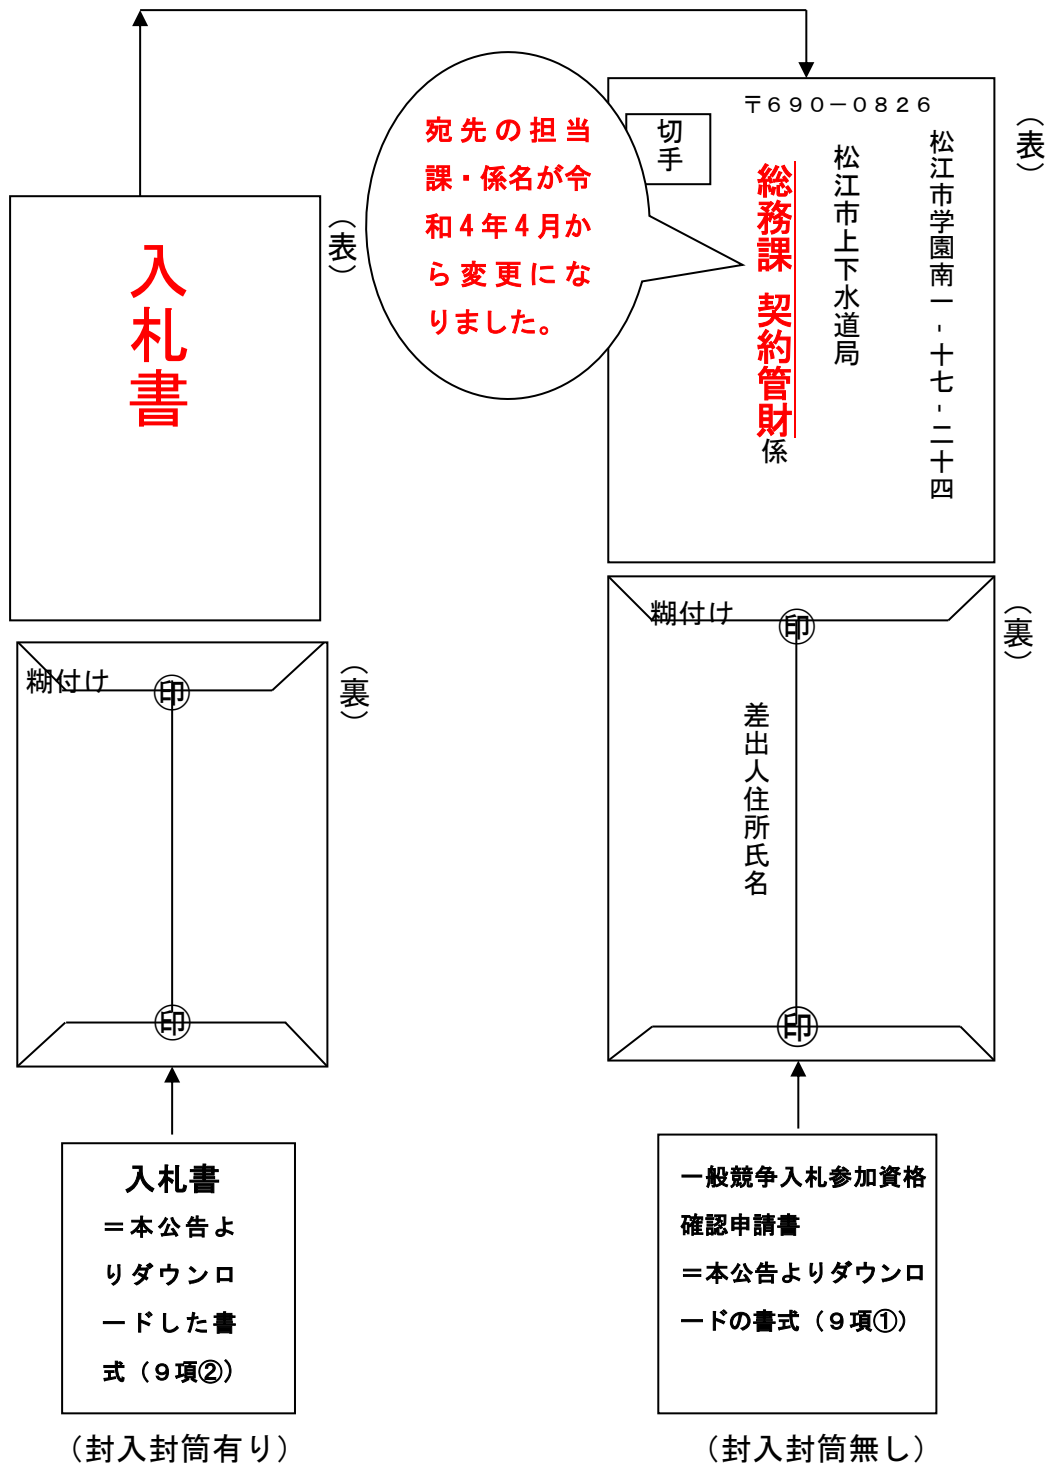 〒690－0826
松江市学園南一-十七-二十四
松江市上下水道局
総務課 契約管財係
切手
（表）
宛先の担当
課・係名が令
和4年4月か
ら変更にな
りました。
入札書
（表）
糊付け
印
印
（裏）
糊付け
印
差出人住所氏名
印
（裏）
入札書
＝本公告よ
りダウンロ
ードした書
式（９項②）
（封入封筒有り）
一般競争入札参加資格
確認申請書
＝本公告よりダウンロ
ードの書式（９項①）
（封入封筒無し）